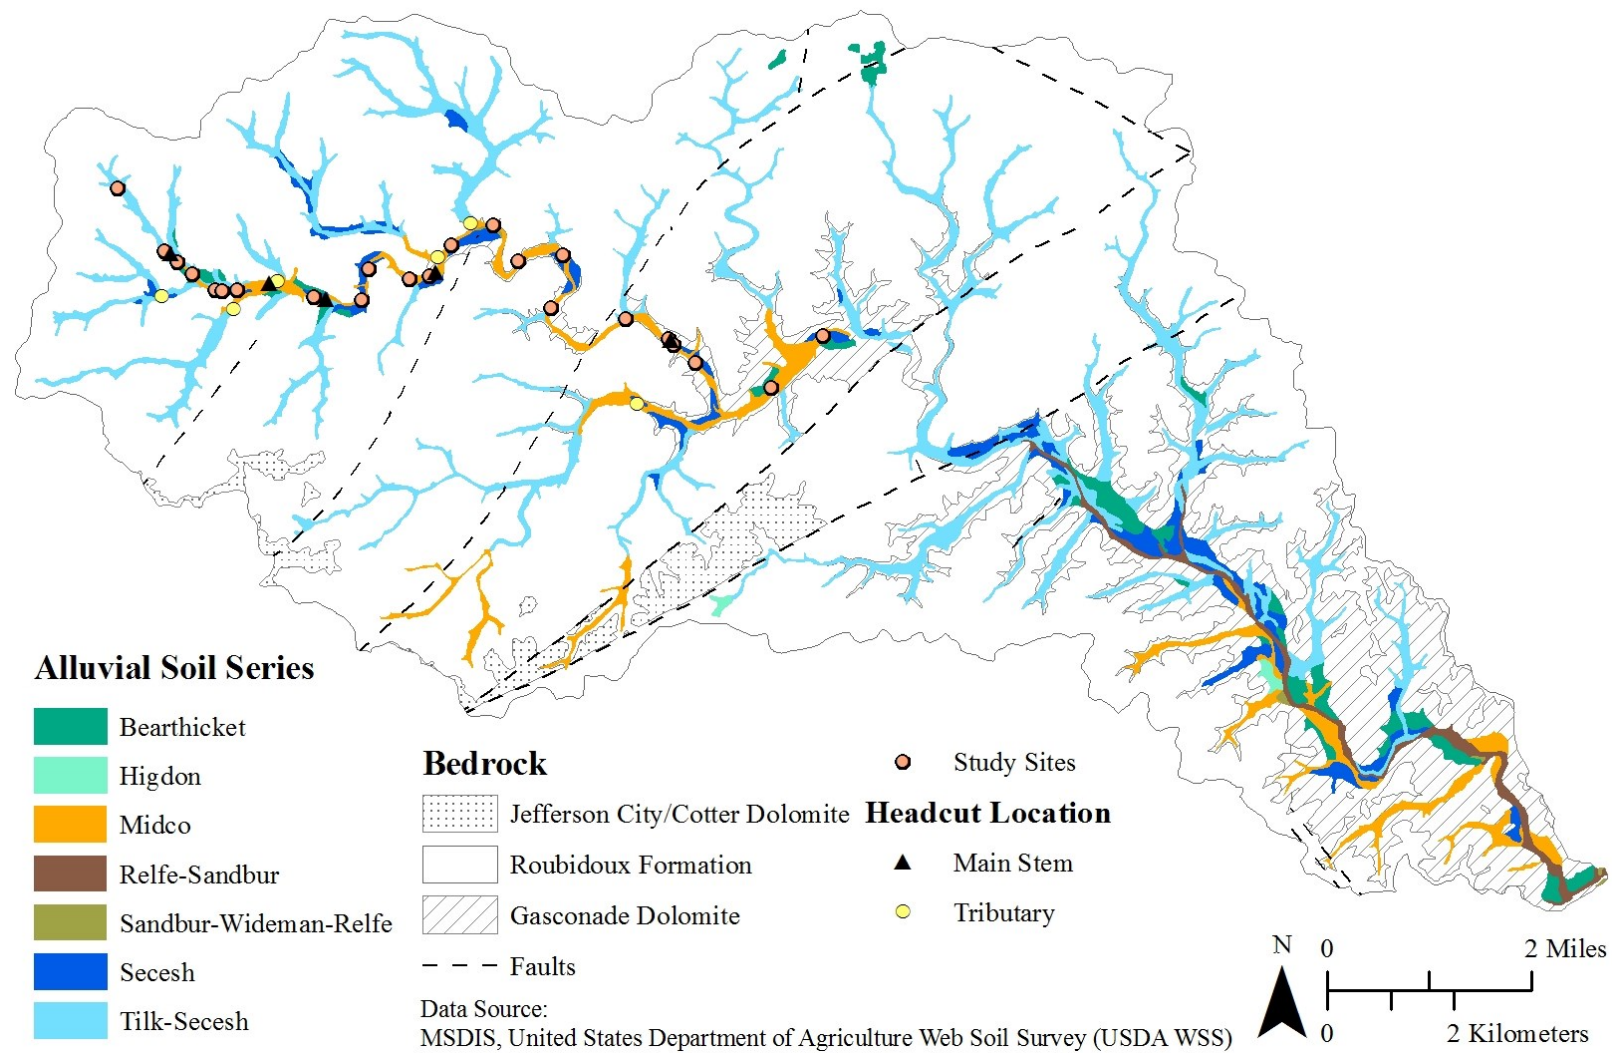 Alluvial Soil Series
Bearthicket
Higdon
Midco
Relfe-Sandbur
Sandbur-Wideman-Relfe
Secesh
Tilk-Secesh
Bedrock
Jefferson City/Cotter Dolomite
Roubidoux Formation
Gasconade Dolomite
Faults
Data Source:
MSDIS, United States Department of Agriculture Web Soil Survey (USDA WSS)
Study Sites
Headcut Location
Main Stem
Tributary
N
0 2 Miles
0 2 Kilometers